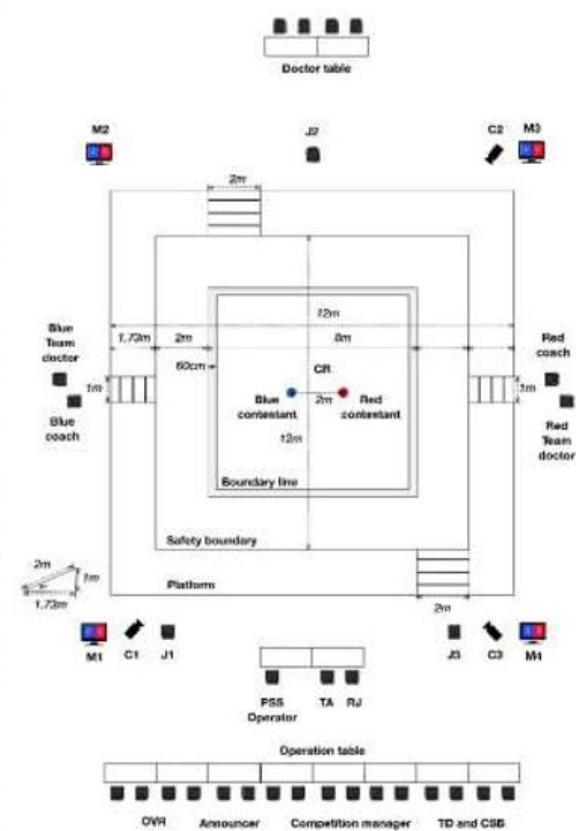 Doctor table
M2
J2
C2
M3
2m
12m
1,73m
2m
8m
Blue
Team
doctor
Red
coach
60cm
CR
1m
1m
Blue
contestant
2m
Red
contestant
Blue
coach
Red
Team
doctor
12m
Boundary line
Safety boundary
2m
1m
1,73m
Platform
2m
M1
C1
J1
J3
C3
M4
PSS
Operator
TA
RJ
Operation table
OVR
Announcer
Competition manager
TD and CSB